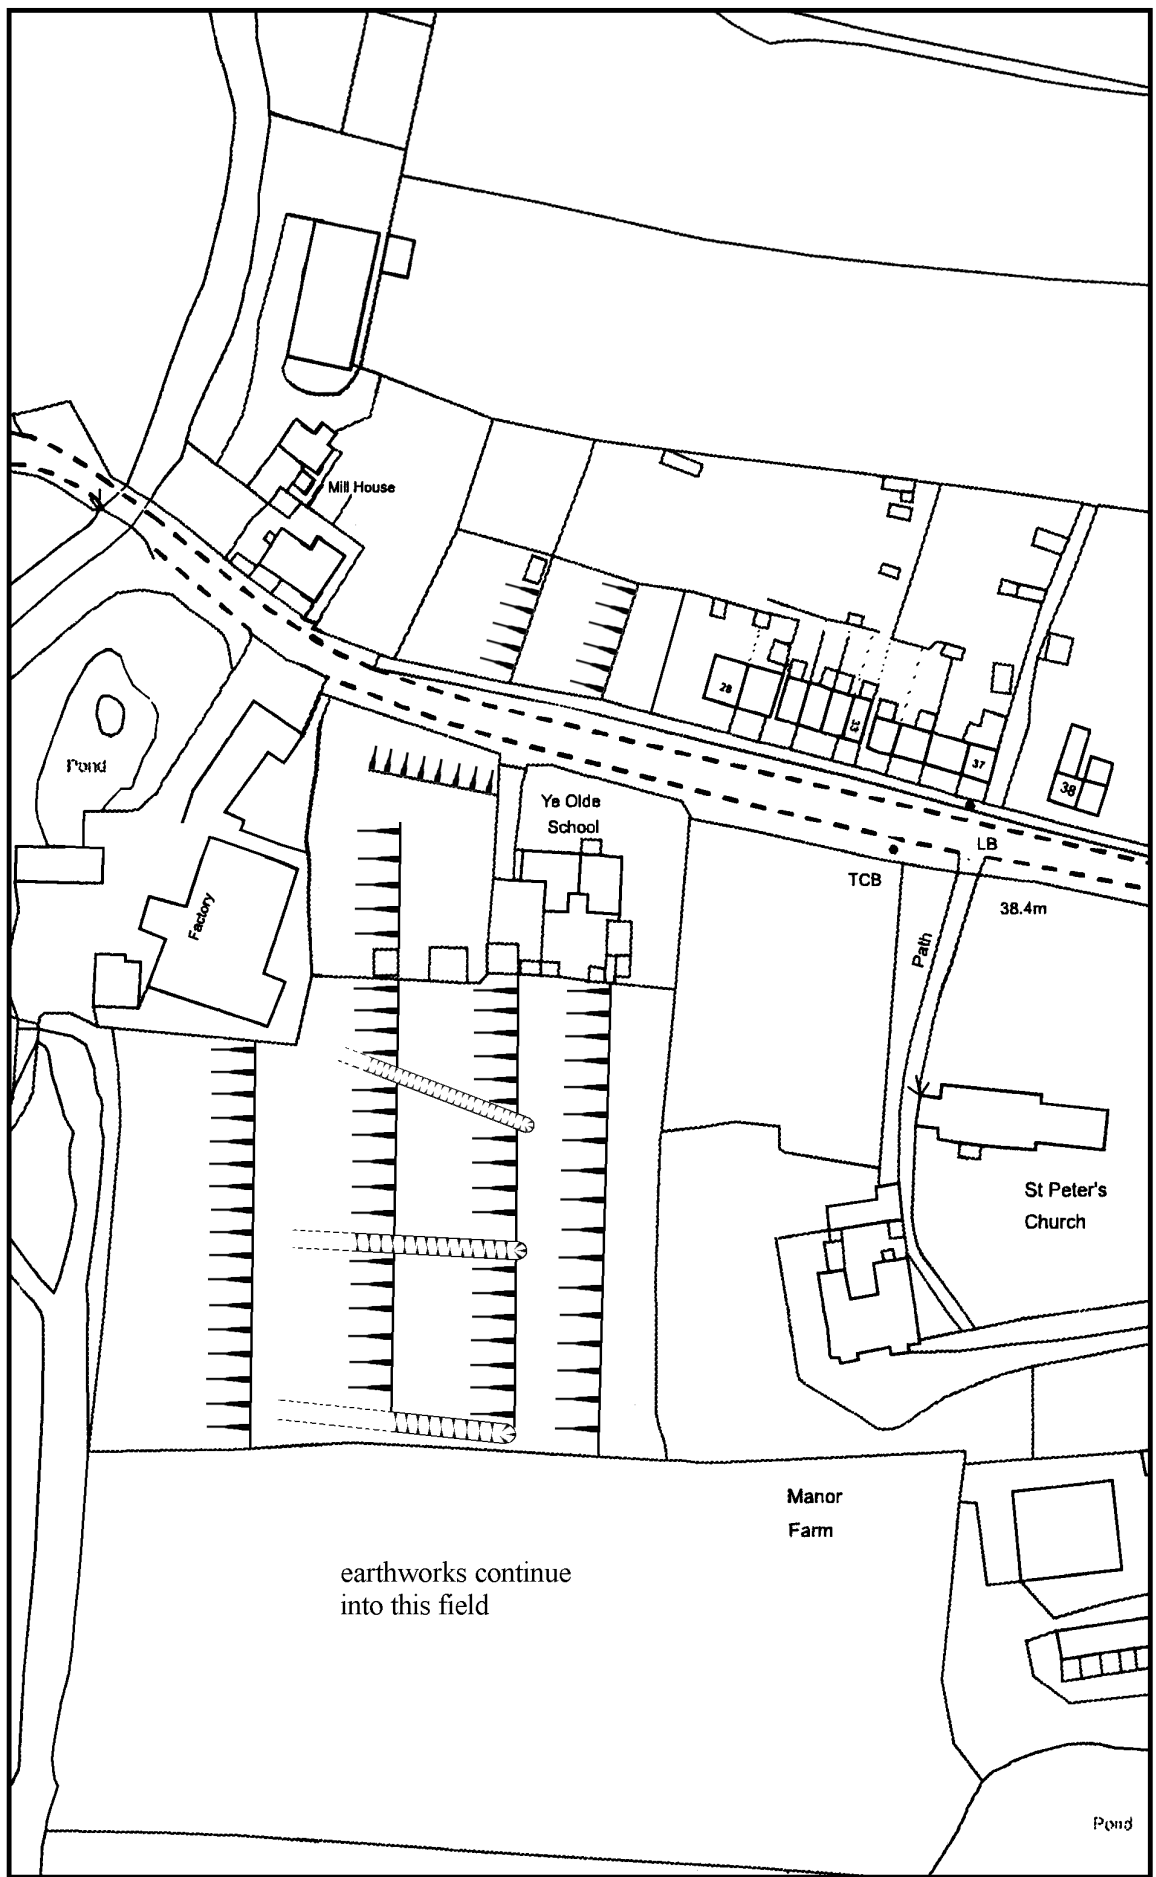 Mill House
28
33
37
38
Pond
Ye Olde
School
LB
TCB
38.4m
Factory
Path
St Peter's
Church
Manor
Farm
earthworks continue
into this field
Pond